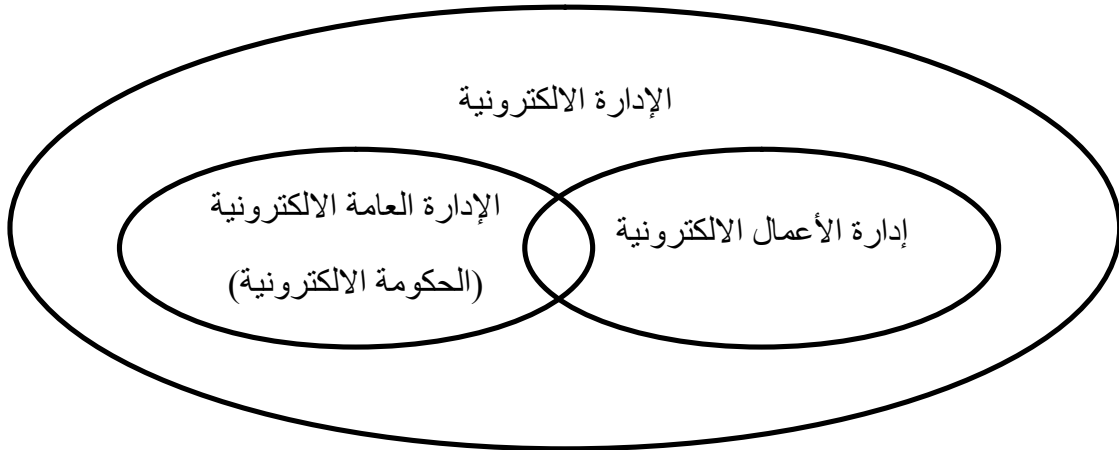 الإدارة الالكترونية
إدارة الأعمال الالكترونية
الإدارة العامة الالكترونية
(الحكومة الالكترونية)